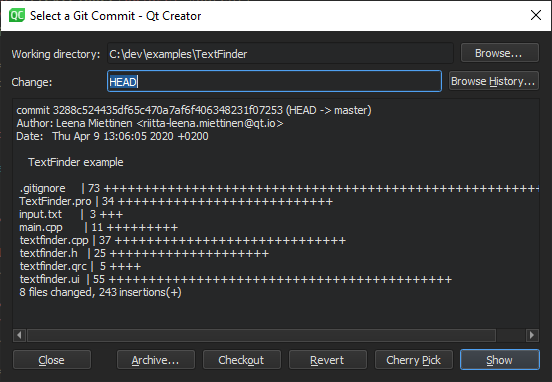 QC Select a Git Commit - Qt Creator
Working directory: C:\dev\examples\TextFinder Browse...
Change: HEAD Browse History...
commit 3288c524435df65c470a7af6f406348231f07253 (HEAD -> master)
Author: Leena Miettinen <riitta-leena.miettinen@qt.io>
Date: Thu Apr 9 13:06:05 2020 +0200
TextFinder example
.gitignore | 73 +++++++++++++++++++++++++++++++++++++++++++++++++++++++++
TextFinder.pro | 34 +++++++++++++++++++++++++++++
input.txt | 3 +++
main.cpp | 11 +++++++++
textfinder.cpp | 37 ++++++++++++++++++++++++++++++
textfinder.h | 25 ++++++++++++++++++++
textfinder.qrc | 5 ++++
textfinder.ui | 55 ++++++++++++++++++++++++++++++++++++++++++++
8 files changed, 243 insertions(+)
Close Archive... Checkout Revert Cherry Pick Show